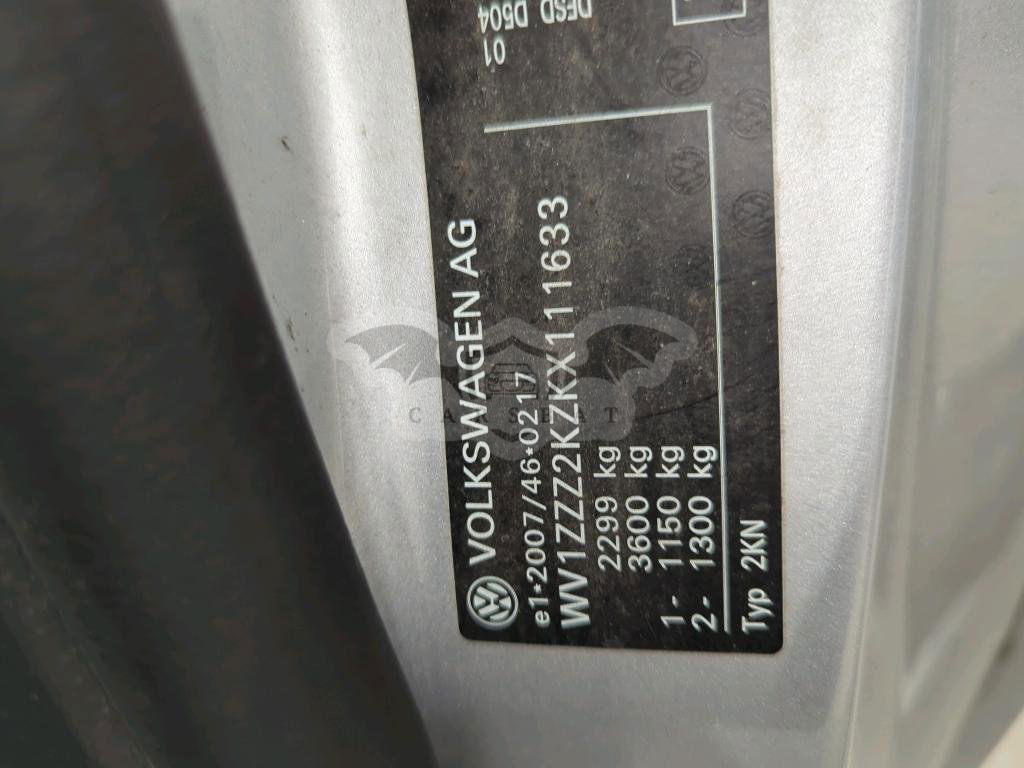 VOLKSWAGEN AG
e1*2007/46*0217
WV1ZZZ2KZKX111633
2299 kg
3600 kg
1- 1150 kg
2- 1300 kg
Typ 2KN
DFSD D504
01